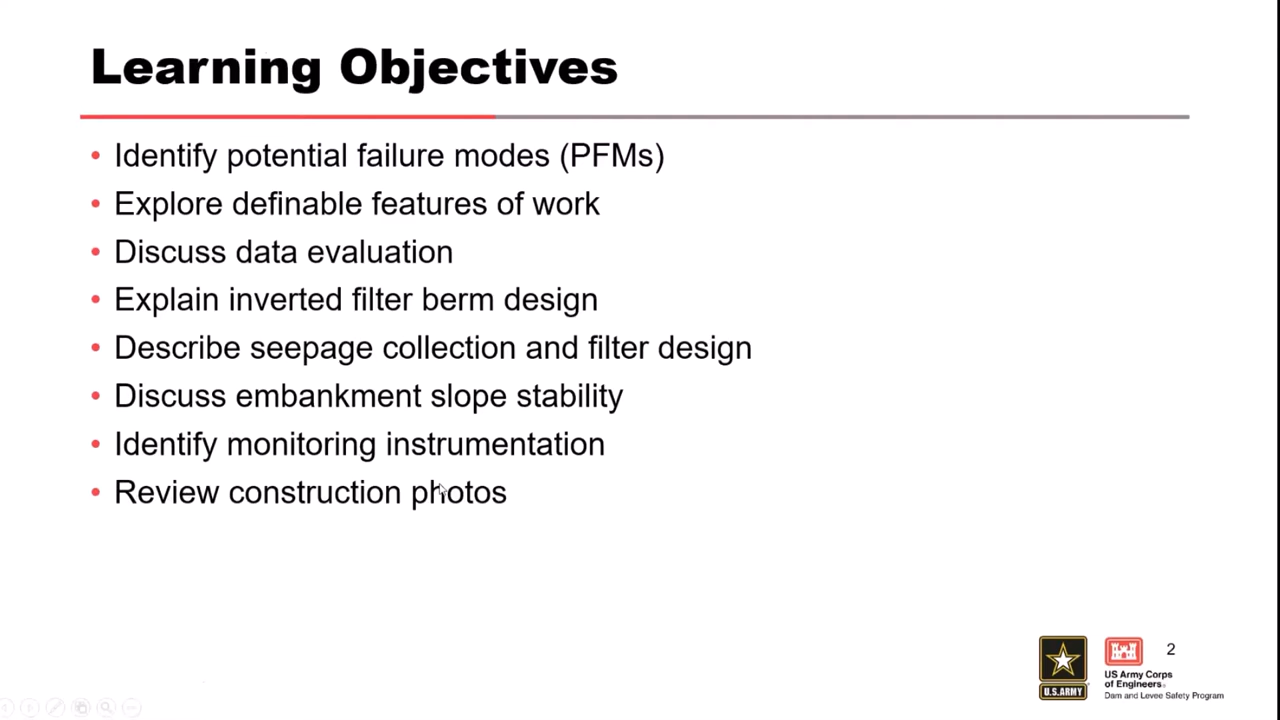 Learning Objectives
• Identify potential failure modes (PFMs)
• Explore definable features of work
• Discuss data evaluation
• Explain inverted filter berm design
• Describe seepage collection and filter design
• Discuss embankment slope stability
• Identify monitoring instrumentation
• Review construction photos
2
U.S.ARMY
US Army Corps
of Engineers®
Dam and Levee Safety Program